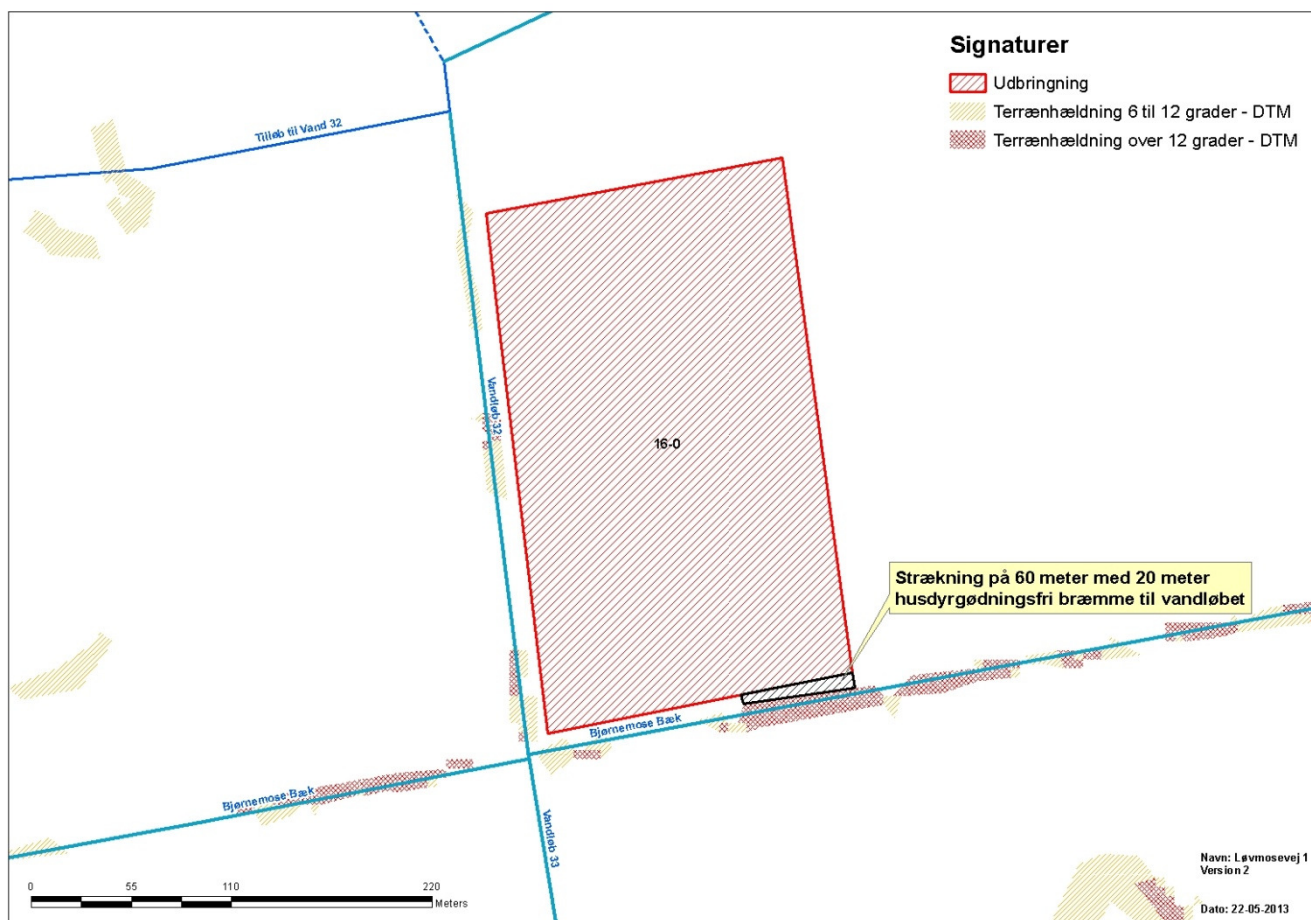 Signaturer
Udbringning
Terrænhældning 6 til 12 grader - DTM
Terrænhældning over 12 grader - DTM
Tilløb til Vand 32
Vandløb 32
16-0
Strækning på 60 meter med 20 meter
husdyrgødningsfri bræmme til vandløbet
Bjørnemose Bæk
Bjørnemose Bæk
Vandløb 33
0 55 110 220
Meters
Navn: Løvmosevej 1
Version 2
Dato: 22-05-2013